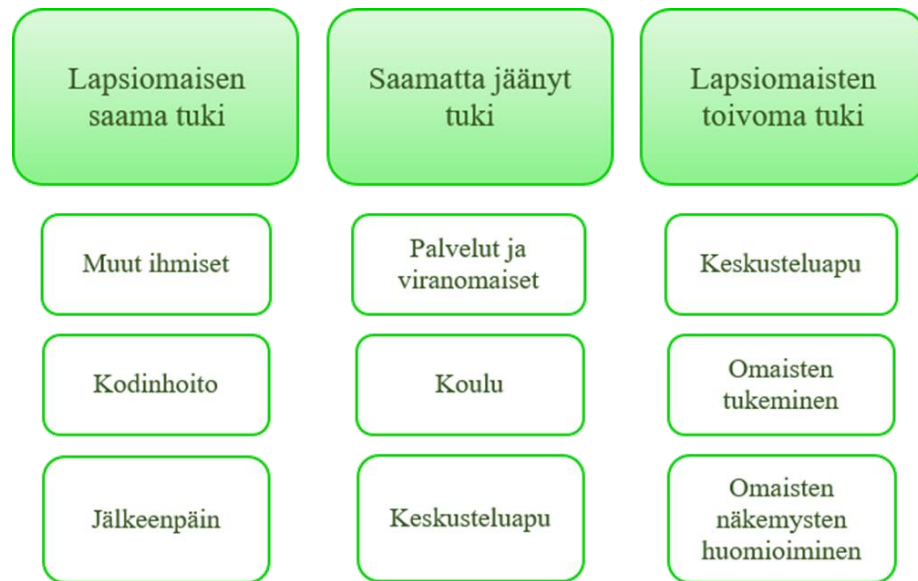 Lapsiomaisen
saama tuki
Saamatta jäänyt
tuki
Lapsiomaisten
toivoma tuki
Muut ihmiset
Palvelut ja
viranomaiset
Keskusteluapu
Kodinhoito
Koulu
Omaisten
tukeminen
Jälkeenpäin
Keskusteluapu
Omaisten
näkemysten
huomioiminen